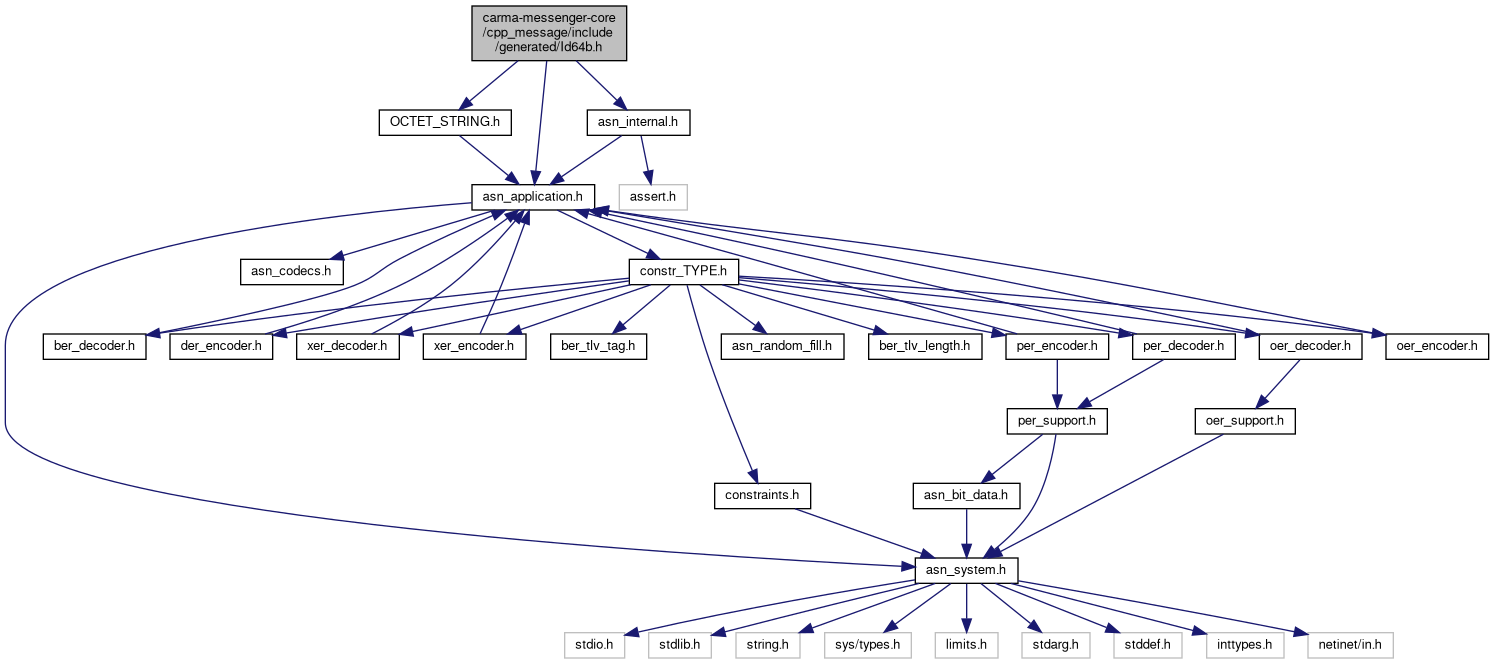 carma-messenger-core
/cpp_message/include
/generated/Id64b.h
OCTET_STRING.h
asn_internal.h
asn_application.h
assert.h
asn_codecs.h
constr_TYPE.h
ber_decoder.h
der_encoder.h
xer_decoder.h
xer_encoder.h
ber_tlv_tag.h
asn_random_fill.h
ber_tlv_length.h
per_encoder.h
per_decoder.h
oer_decoder.h
oer_encoder.h
per_support.h
oer_support.h
constraints.h
asn_bit_data.h
asn_system.h
stdio.h
stdlib.h
string.h
sys/types.h
limits.h
stdarg.h
stddef.h
inttypes.h
netinet/in.h